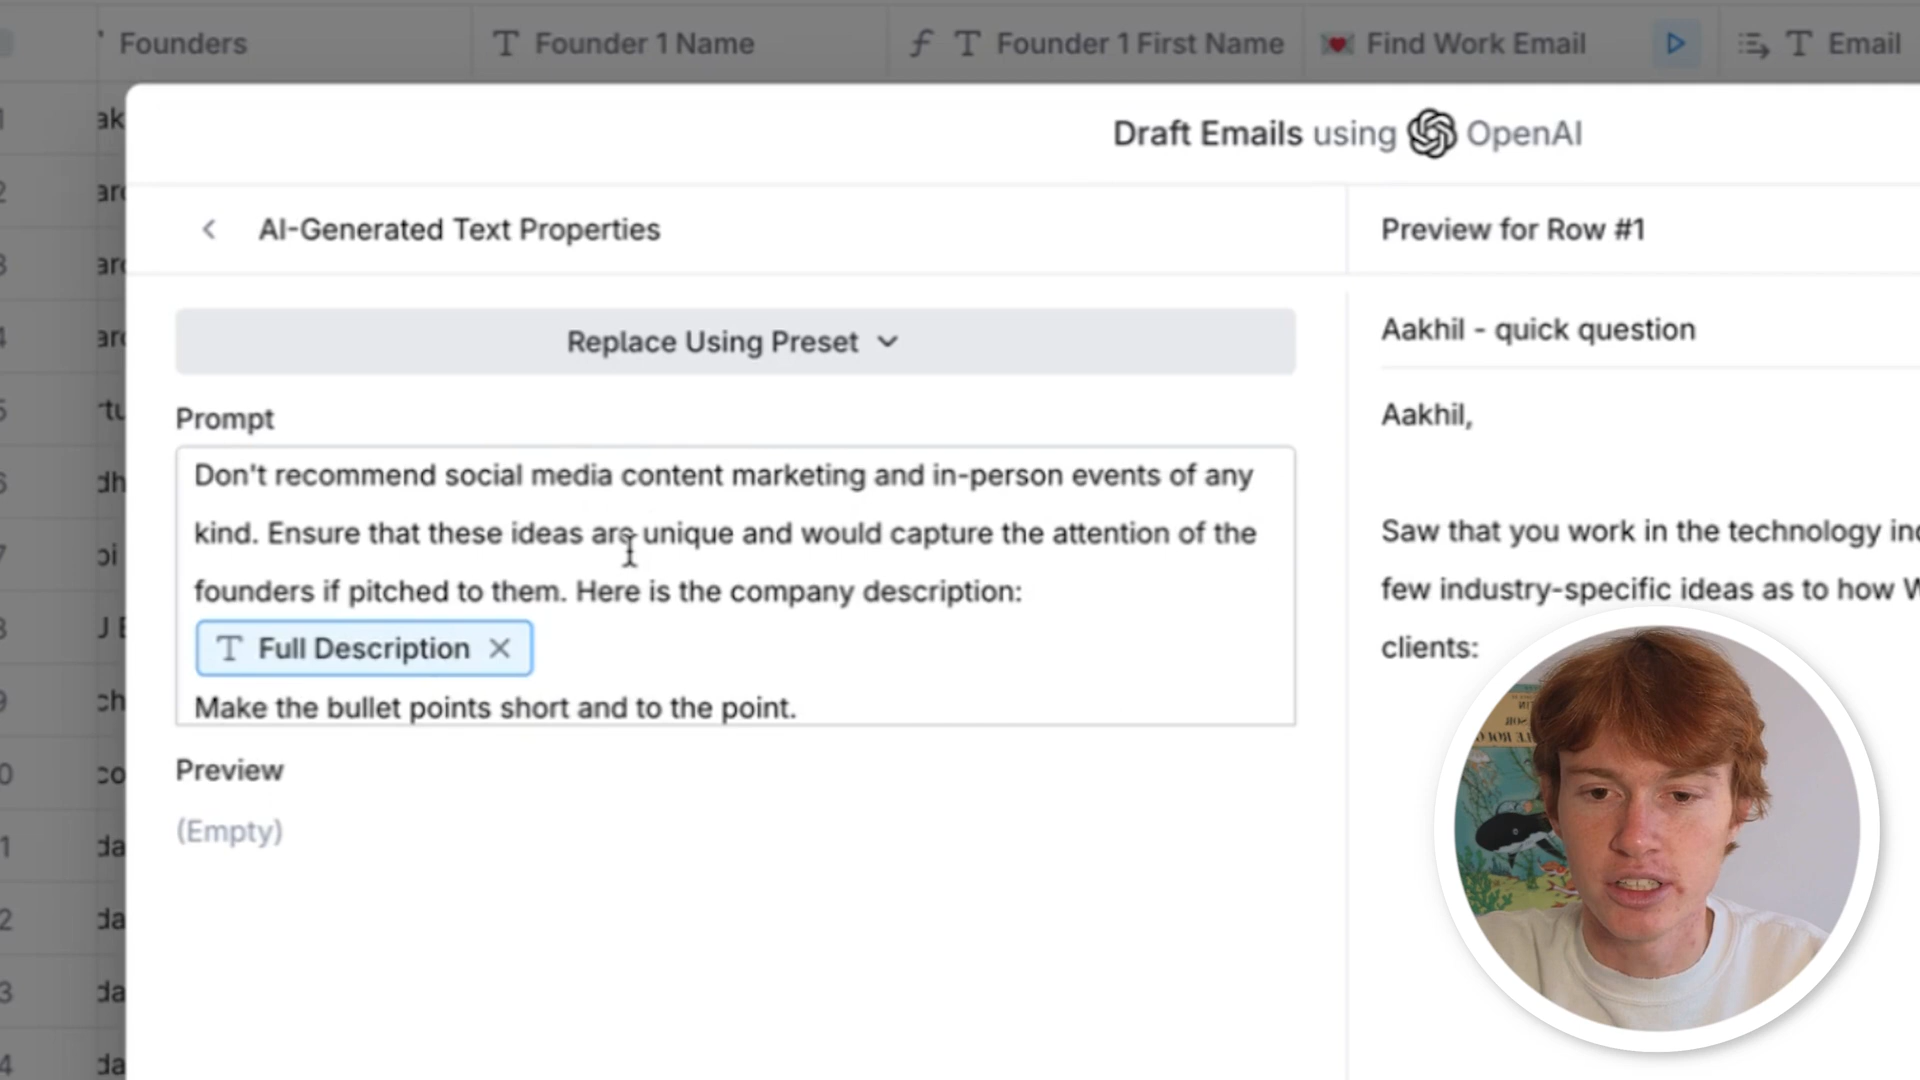 Founders
Founder 1 Name
Founder 1 First Name
Find Work Email
Email
Draft Emails using OpenAI
AI-Generated Text Properties
Preview for Row #1
Replace Using Preset
Aakhil - quick question
Prompt
Aakhil,
Don't recommend social media content marketing and in-person events of any
kind. Ensure that these ideas are unique and would capture the attention of the
founders if pitched to them. Here is the company description:
Full Description
Make the bullet points short and to the point.
Saw that you work in the technology
few industry-specific ideas as to how
clients:
Preview
(Empty)